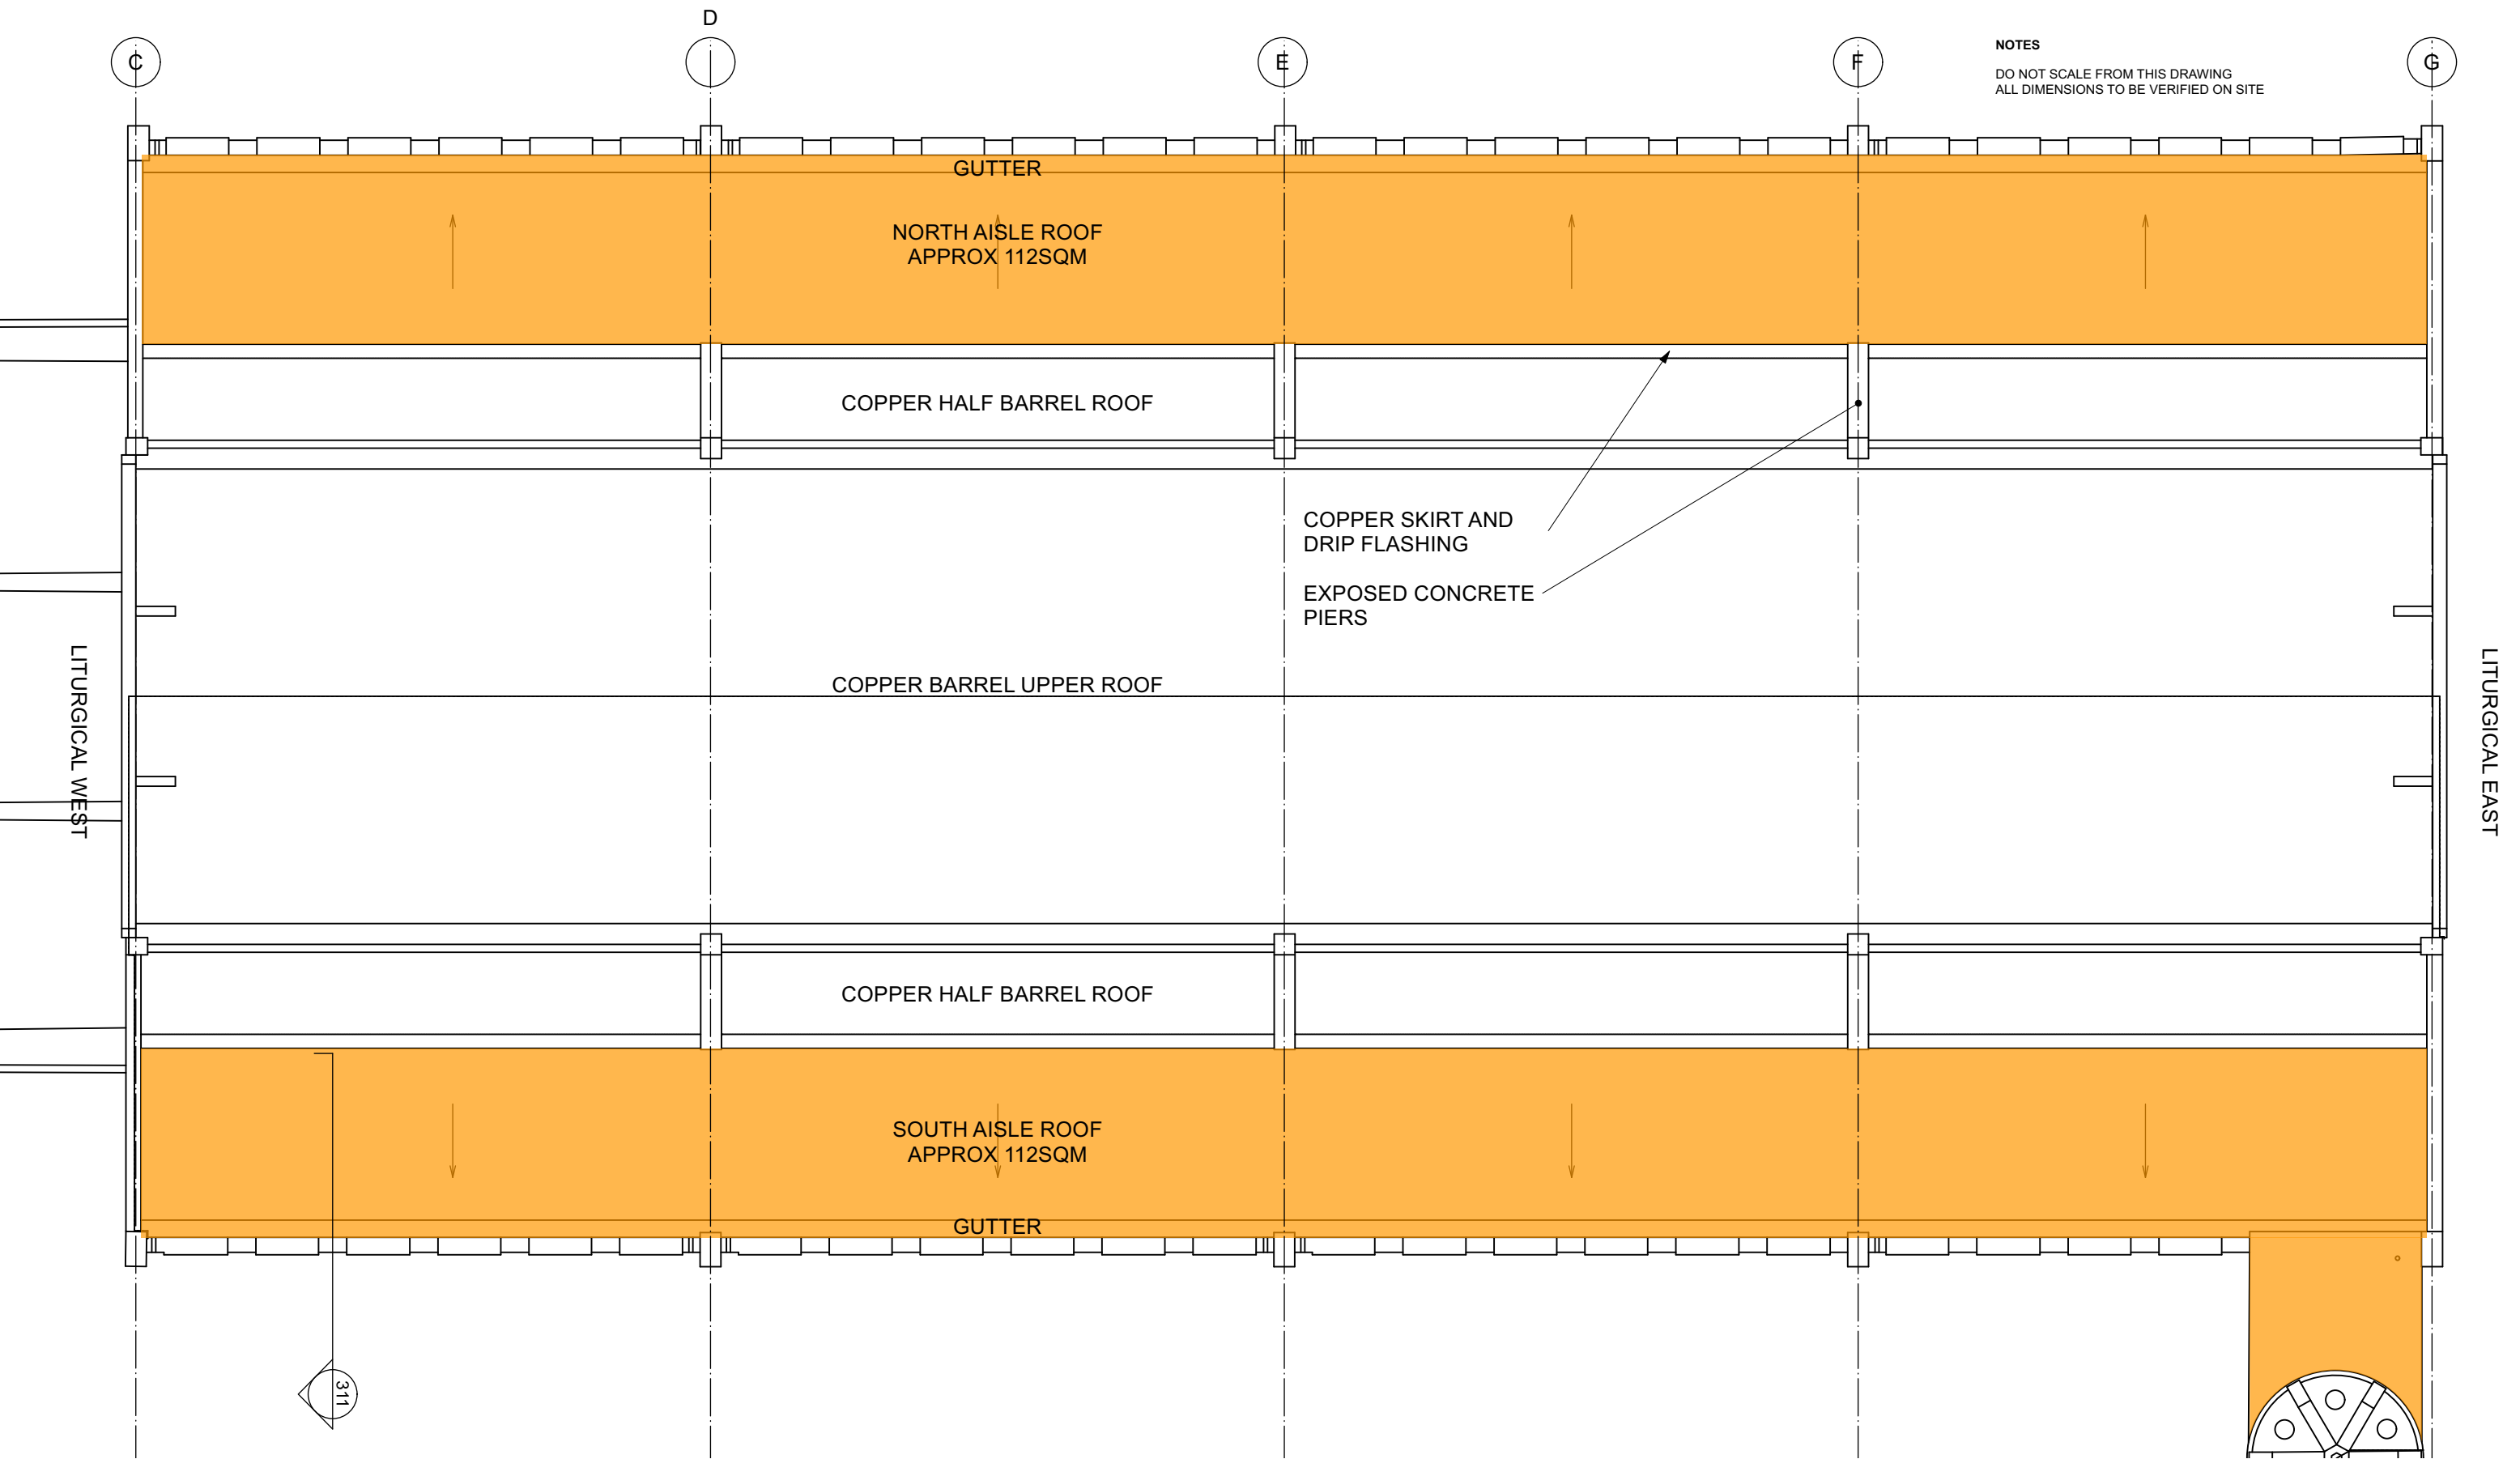 D
C
E
F
G
NOTES
DO NOT SCALE FROM THIS DRAWING
ALL DIMENSIONS TO BE VERIFIED ON SITE
GUTTER
NORTH AISLE ROOF
APPROX 112SQM
COPPER HALF BARREL ROOF
COPPER SKIRT AND
DRIP FLASHING
EXPOSED CONCRETE
PIERS
LITURGICAL WEST
COPPER BARREL UPPER ROOF
LITURGICAL EAST
COPPER HALF BARREL ROOF
SOUTH AISLE ROOF
APPROX 112SQM
GUTTER
311